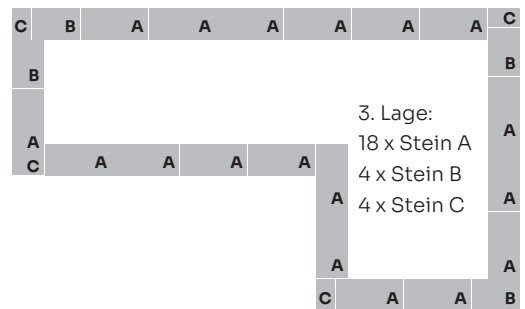 C B A A A A A A C
B B
3. Lage:
18 x Stein A
A A
4 x Stein B
C A A A A
4 x Stein C
A A
A A
C A A B